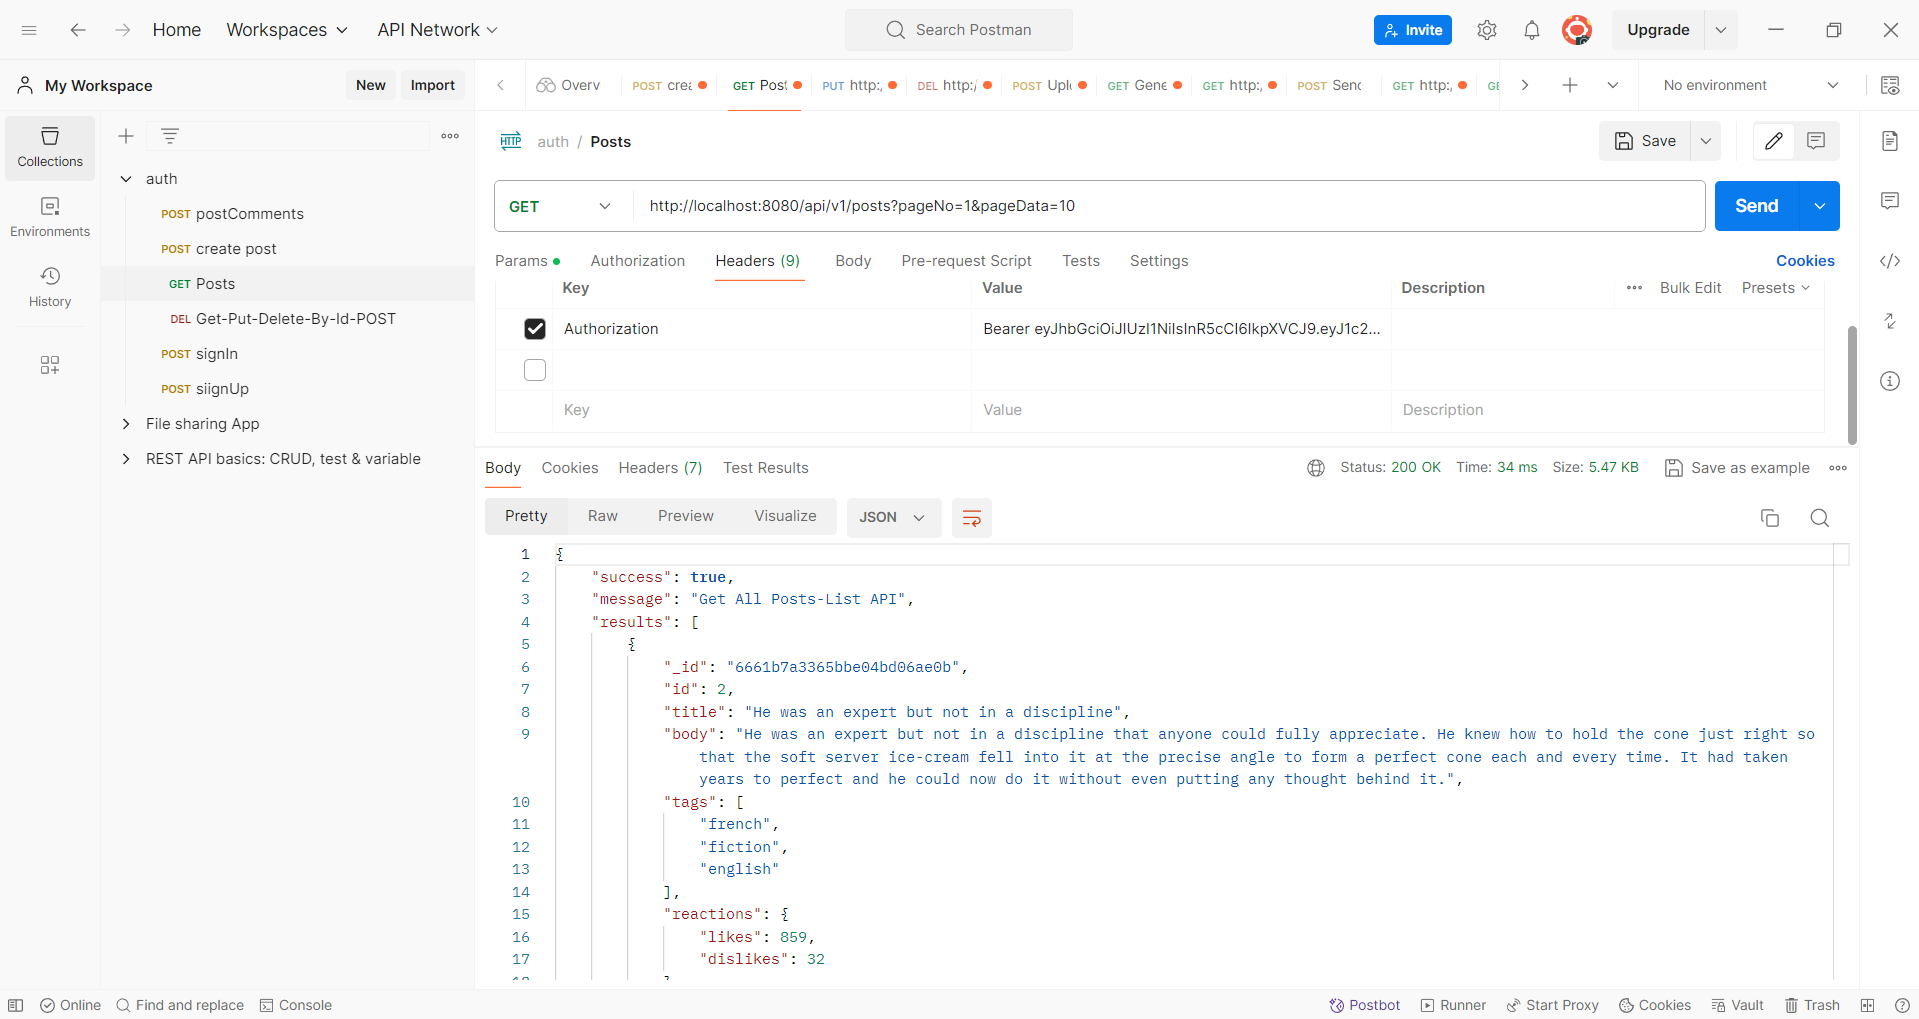 Home Workspaces API Network Search Postman Invite Upgrade
My Workspace New Import Overv POST crea GET Post PUT http:/ DEL http:/ POST Uplo GET Gene GET http:/ POST Senc GET http:/ GE No environment
Collections
Environments
History
auth
POST postComments
POST create post
GET Posts
DEL Get-Put-Delete-By-Id-POST
POST signIn
POST siignUp
File sharing App
REST API basics: CRUD, test & variable
HTTP auth / Posts Save
GET http://localhost:8080/api/v1/posts?pageNo=1&pageData=10 Send
Params Authorization Headers (9) Body Pre-request Script Tests Settings Cookies
Key Value Description Bulk Edit Presets
Authorization Bearer eyJhbGciOiJIUzI1NiIsInR5cCI6IkpXVCJ9.eyJ1c2...
Key Value Description
Body Cookies Headers (7) Test Results Status: 200 OK Time: 34 ms Size: 5.47 KB Save as example
Pretty Raw Preview Visualize JSON
1 {
2 "success": true,
3 "message": "Get All Posts-List API",
4 "results": [
5 {
6 "_id": "6661b7a3365bbe04bd06ae0b",
7 "id": 2,
8 "title": "He was an expert but not in a discipline",
9 "body": "He was an expert but not in a discipline that anyone could fully appreciate. He knew how to hold the cone just right so
that the soft server ice-cream fell into it at the precise angle to form a perfect cone each and every time. It had taken
years to perfect and he could now do it without even putting any thought behind it.",
10 "tags": [
11 "french",
12 "fiction",
13 "english"
14 ],
15 "reactions": {
16 "likes": 859,
17 "dislikes": 32
Online Find and replace Console Postbot Runner Start Proxy Cookies Vault Trash